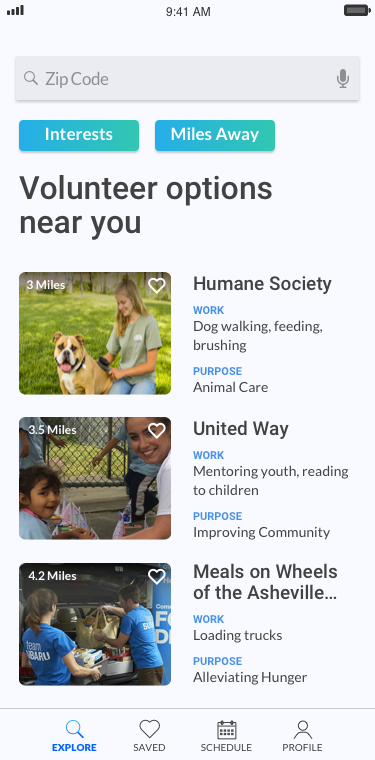 9:41 AM
Zip Code
Interests
Miles Away
Volunteer options
near you
3 Miles
Humane Society
WORK
Dog walking, feeding,
brushing
PURPOSE
Animal Care
3.5 Miles
United Way
WORK
Mentoring youth, reading
to children
PURPOSE
Improving Community
4.2 Miles
Meals on Wheels
of the Asheville...
WORK
Loading trucks
PURPOSE
Alleviating Hunger
team
EXPLORE
SAVED
SCHEDULE
PROFILE